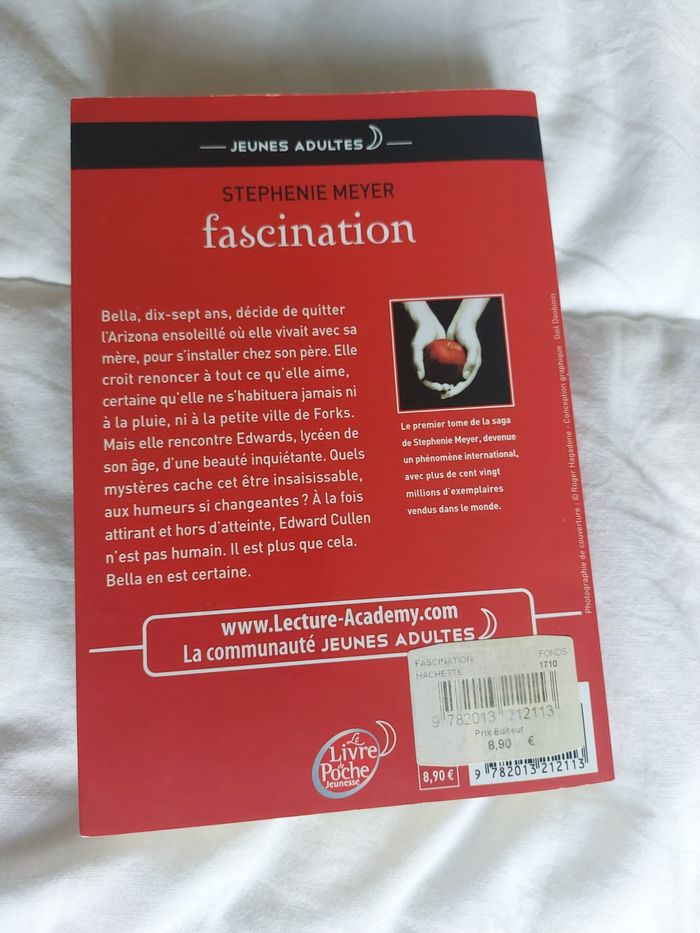 JEUNES ADULTES
STEPHENIE MEYER
fascination
Bella, dix-sept ans, décide de quitter
l'Arizona ensoleillé où elle vivait avec sa
mère, pour s'installer chez son père. Elle
croit renoncer à tout ce qu'elle aime,
certaine qu'elle ne s'habituera jamais ni
à la pluie, ni à la petite ville de Forks.
Mais elle rencontre Edwards, lycéen de
son âge, d'une beauté inquiétante. Quels
mystères cache cet être insaisissable,
aux humeurs si changeantes ? À la fois
attirant et hors d'atteinte, Edward Cullen
n'est pas humain. Il est plus que cela.
Bella en est certaine.
Le premier tome de la saga
de Stephenie Meyer, devenue
un phénomène international,
avec plus de cent vingt
millions d'exemplaires
vendus dans le monde.
Photographie de couverture : © Roger Hagadone - Conception graphique : Gail Doobinin
www.Lecture-Academy.com
La communauté JEUNES ADULTES
FASCINATION FONDS
HACHETTE 1710
9 782013 212113
Prix Editeur
8,90 €
Le
Livre
de
Poche
Jeunesse
8,90 €
9 782013 212113